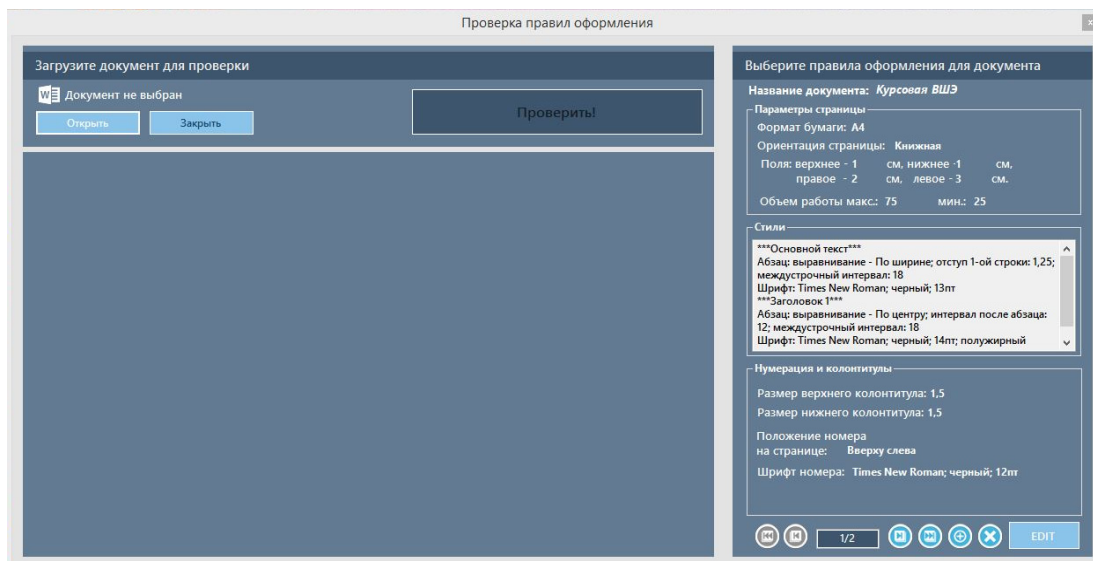 Проверка правил оформления
x
Загрузите документ для проверки
W Документ не выбран
Открыть Закрыть
Проверить!
Выберите правила оформления для документа
Название документа: Курсовая ВШЭ
Параметры страницы
Формат бумаги: А4
Ориентация страницы: Книжная
Поля: верхнее - 1 см, нижнее -1 см,
правое - 2 см, левое - 3 см.
Объем работы макс.: 75 мин.: 25
Стили
***Основной текст***
Абзац: выравнивание - По ширине; отступ 1-ой строки: 1,25;
междустрочный интервал: 18
Шрифт: Times New Roman; черный; 13пт
***Заголовок 1***
Абзац: выравнивание - По центру; интервал после абзаца:
12; междустрочный интервал: 18
Шрифт: Times New Roman; черный; 14пт; полужирный
Нумерация и колонтитулы
Размер верхнего колонтитула: 1,5
Размер нижнего колонтитула: 1,5
Положение номера
на странице: Вверху слева
Шрифт номера: Times New Roman; черный; 12пт
1/2
EDIT